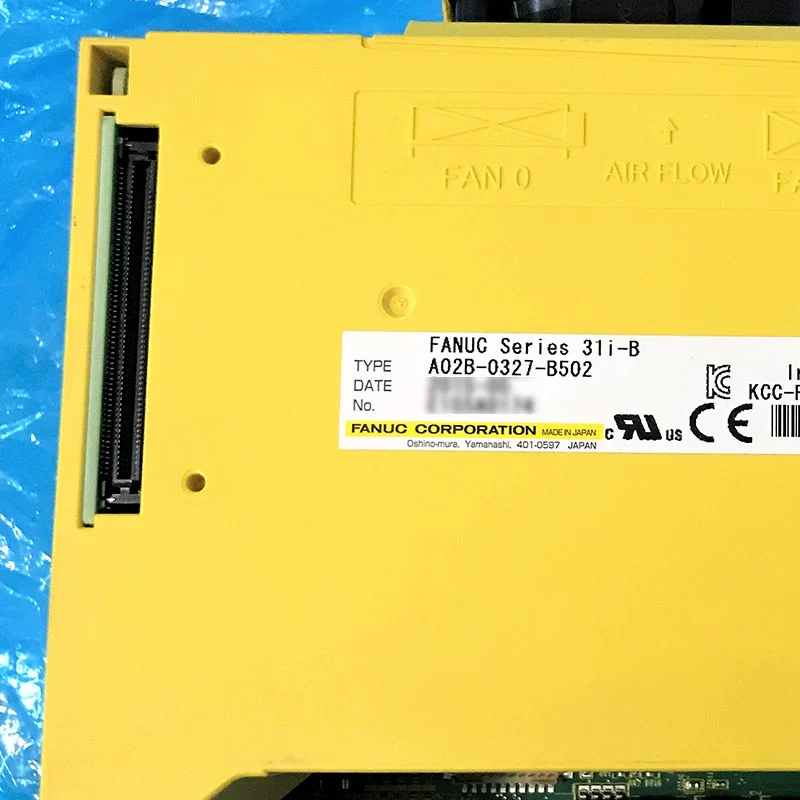 FAN 0
AIR FLOW
FANUC Series 31i-B
TYPE A02B-0327-B502
DATE
No.
FANUC CORPORATION MADE IN JAPAN
Oshino-mura, Yamanashi, 401-0597 JAPAN
c US CE